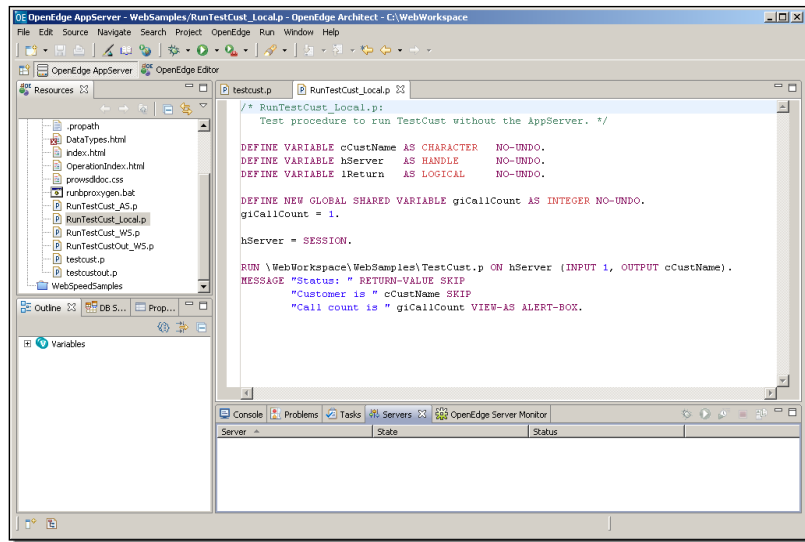 OpenEdge AppServer - WebSamples/RunTestCust_Local.p - OpenEdge Architect - C:\WebWorkspace
File Edit Source Navigate Search Project OpenEdge Run Window Help
OpenEdge AppServer OpenEdge Editor
Resources
.propath
DataTypes.html
index.html
OperationIndex.html
prowsdldoc.css
runbproxygen.bat
RunTestCust_AS.p
RunTestCust_Local.p
RunTestCust_WS.p
RunTestCustOut_WS.p
testcust.p
testcustout.p
WebSpeedSamples
Outline DB S... Prop...
Variables
testcust.p RunTestCust_Local.p
/* RunTestCust_Local.p:
Test procedure to run TestCust without the AppServer. */
DEFINE VARIABLE cCustName AS CHARACTER NO-UNDO.
DEFINE VARIABLE hServer AS HANDLE NO-UNDO.
DEFINE VARIABLE lReturn AS LOGICAL NO-UNDO.
DEFINE NEW GLOBAL SHARED VARIABLE giCallCount AS INTEGER NO-UNDO.
giCallCount = 1.
hServer = SESSION.
RUN \WebWorkspace\WebSamples\TestCust.p ON hServer (INPUT 1, OUTPUT cCustName).
MESSAGE "Status: " RETURN-VALUE SKIP
"Customer is " cCustName SKIP
"Call count is " giCallCount VIEW-AS ALERT-BOX.
Console Problems Tasks Servers OpenEdge Server Monitor
Server State Status